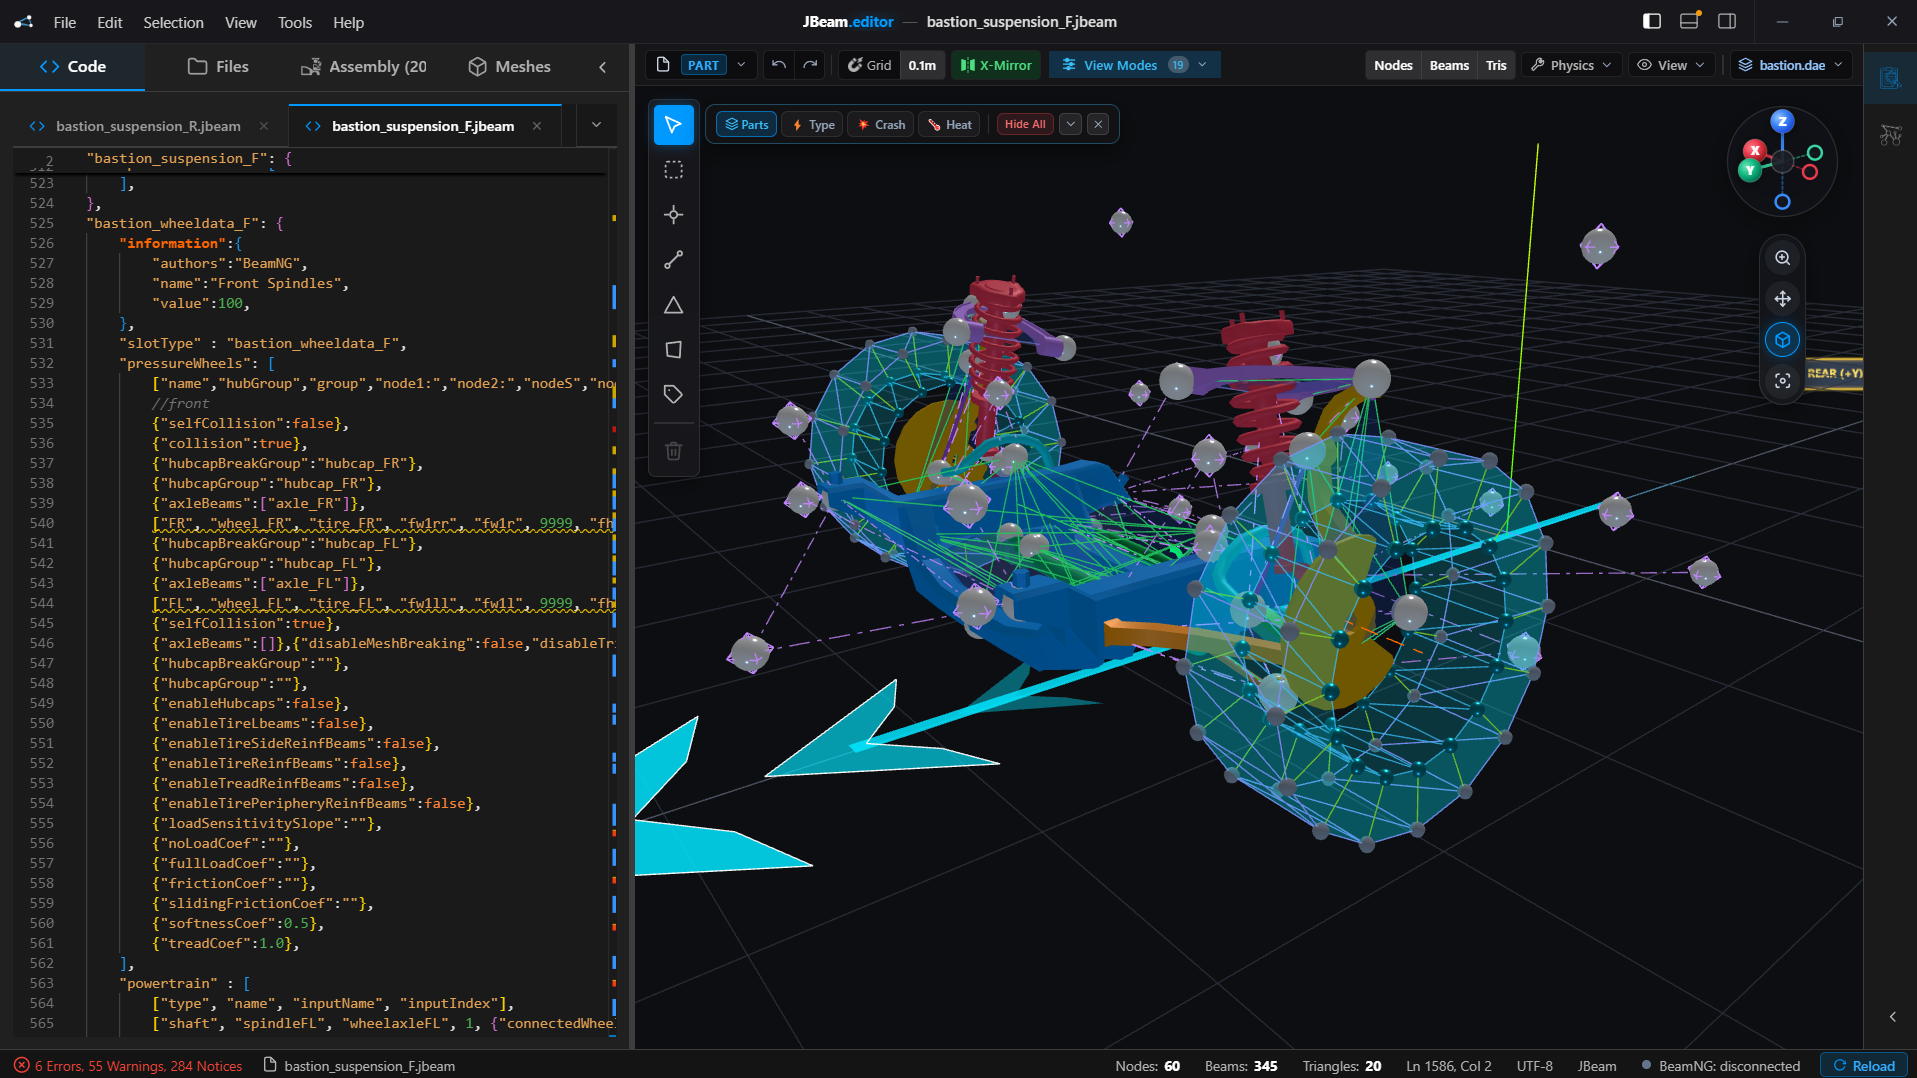 File Edit Selection View Tools Help
JBeam.editor — bastion_suspension_F.jbeam
Code Files Assembly (20 Meshes
PART Grid 0.1m X-Mirror View Modes 19 Nodes Beams Tris Physics View bastion.dae
bastion_suspension_R.jbeam bastion_suspension_F.jbeam
Parts Type Crash Heat Hide All
2 "bastion_suspension_F": {
523 ],
524 },
525 "bastion_wheeldata_F": {
526 "information":{
527 "authors":"BeamNG",
528 "name":"Front Spindles",
529 "value":100,
530 },
531 "slotType" : "bastion_wheeldata_F",
532 "pressureWheels": [
533 ["name","hubGroup","group","node1:","node2:","nodeS","no
534 //front
535 {"selfCollision":false},
536 {"collision":true},
537 {"hubcapBreakGroup":"hubcap_FR"},
538 {"hubcapGroup":"hubcap_FR"},
539 {"axleBeams":["axle_FR"]},
540 ["FR", "wheel_FR", "tire_FR", "fw1rr", "fw1r", 9999, "fh
541 {"hubcapBreakGroup":"hubcap_FL"},
542 {"hubcapGroup":"hubcap_FL"},
543 {"axleBeams":["axle_FL"]},
544 ["FL", "wheel_FL", "tire_FL", "fw1ll", "fw1l", 9999, "fh
545 {"selfCollision":true},
546 {"axleBeams":[]},{"disableMeshBreaking":false,"disableTr
547 {"hubcapBreakGroup":""},
548 {"hubcapGroup":""},
549 {"enableHubcaps":false},
550 {"enableTireLbeams":false},
551 {"enableTireSideReinfBeams":false},
552 {"enableTireReinfBeams":false},
553 {"enableTreadReinfBeams":false},
554 {"enableTirePeripheryReinfBeams":false},
555 {"loadSensitivitySlope":""},
556 {"noLoadCoef":""},
557 {"fullLoadCoef":""},
558 {"frictionCoef":""},
559 {"slidingFrictionCoef":""},
560 {"softnessCoef":0.5},
561 {"treadCoef":1.0},
562 ],
563 "powertrain" : [
564 ["type", "name", "inputName", "inputIndex"],
565 ["shaft", "spindleFL", "wheelaxleFL", 1, {"connectedWhee
Z
X
Y
REAR (+Y)
6 Errors, 55 Warnings, 284 Notices bastion_suspension_F.jbeam Nodes: 60 Beams: 345 Triangles: 20 Ln 1586, Col 2 UTF-8 JBeam BeamNG: disconnected Reload